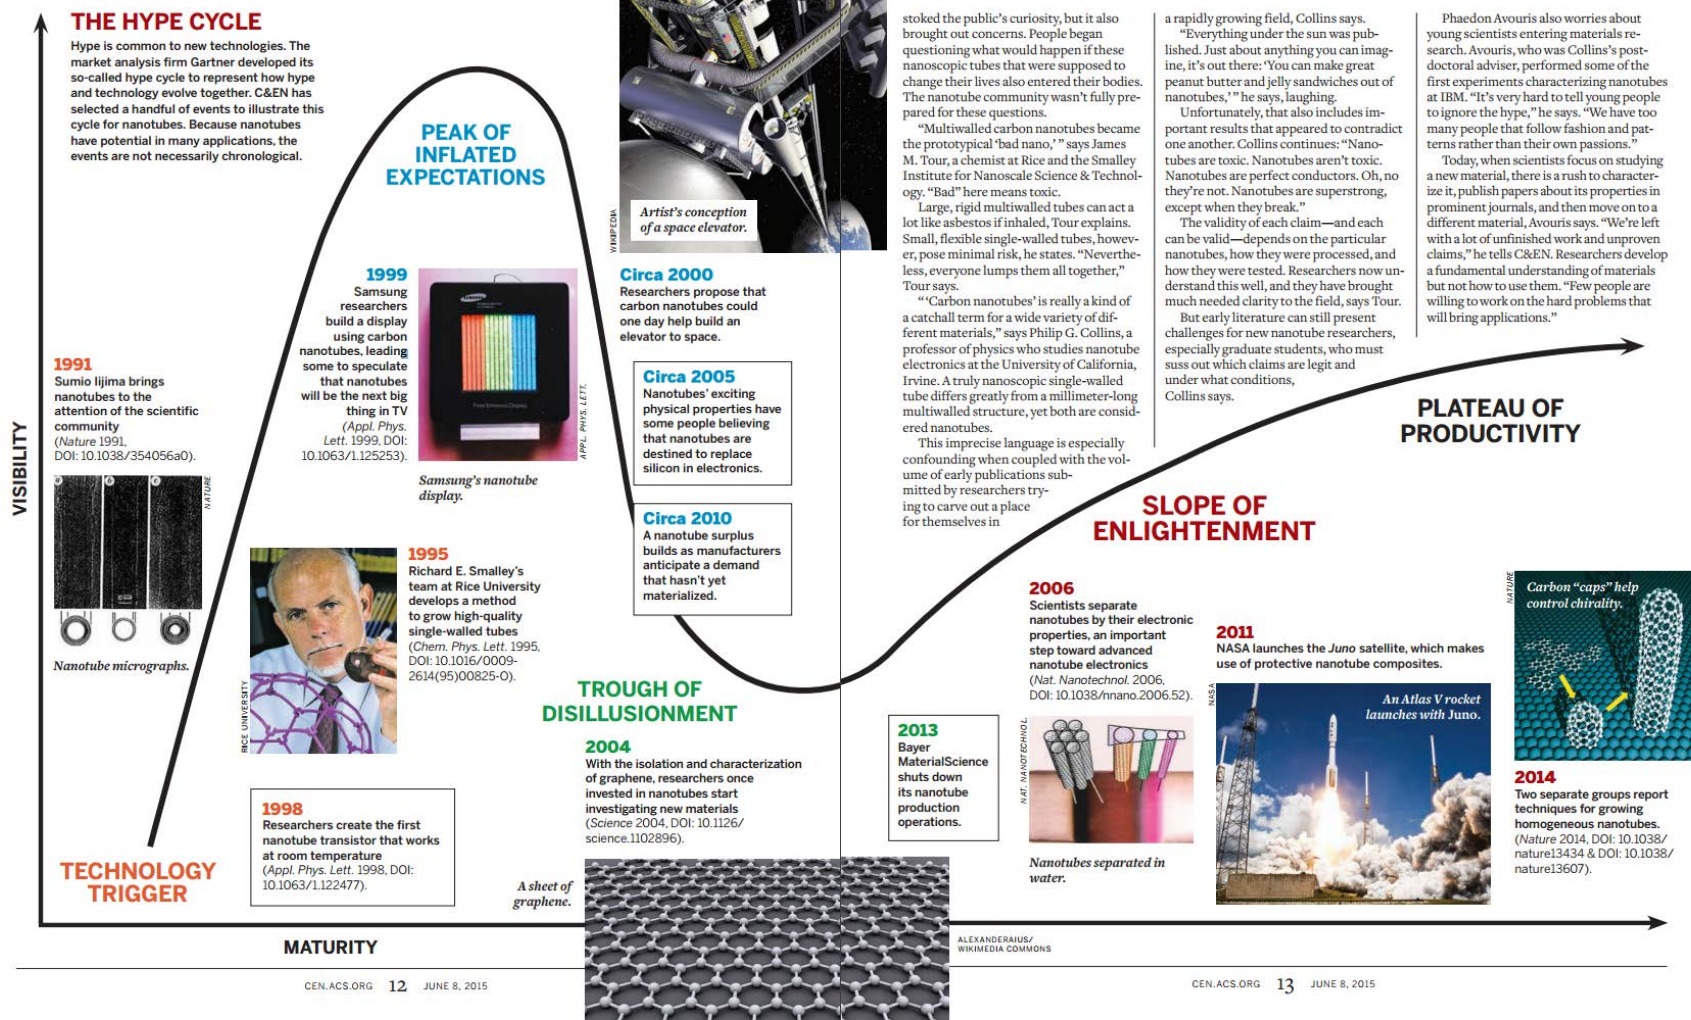 THE HYPE CYCLE
Hype is common to new technologies. The
market analysis firm Gartner developed its
so-called hype cycle to represent how hype
and technology evolve together. C&EN has
selected a handful of events to illustrate this
cycle for nanotubes. Because nanotubes
have potential in many applications, the
events are not necessarily chronological.
VISIBILITY
1991
Sumio Iijima brings
nanotubes to the
attention of the scientific
community
(Nature 1991,
DOI: 10.1038/354056a0).
a
b
c
NATURE
Nanotube micrographs.
TECHNOLOGY
TRIGGER
PEAK OF
INFLATED
EXPECTATIONS
1999
Samsung
researchers
build a display
using carbon
nanotubes, leading
some to speculate
that nanotubes
will be the next big
thing in TV
(Appl. Phys.
Lett. 1999, DOI:
10.1063/1.125253).
SAMSUNG
APPL. PHYS. LETT.
Samsung's nanotube
display.
1995
Richard E. Smalley's
team at Rice University
develops a method
to grow high-quality
single-walled tubes
(Chem. Phys. Lett. 1995,
DOI: 10.1016/0009-
2614(95)00825-O).
RICE UNIVERSITY
1998
Researchers create the first
nanotube transistor that works
at room temperature
(Appl. Phys. Lett. 1998, DOI:
10.1063/1.122477).
WIKIPEDIA
Artist's conception
of a space elevator.
Circa 2000
Researchers propose that
carbon nanotubes could
one day help build an
elevator to space.
Circa 2005
Nanotubes' exciting
physical properties have
some people believing
that nanotubes are
destined to replace
silicon in electronics.
Circa 2010
A nanotube surplus
builds as manufacturers
anticipate a demand
that hasn't yet
materialized.
TROUGH OF
DISILLUSIONMENT
2004
With the isolation and characterization
of graphene, researchers once
invested in nanotubes start
investigating new materials
(Science 2004, DOI: 10.1126/
science.1102896).
A sheet of
graphene.
MATURITY
CEN.ACS.ORG 12 JUNE 8, 2015
stoked the public's curiosity, but it also
brought out concerns. People began
questioning what would happen if these
nanoscopic tubes that were supposed to
change their lives also entered their bodies.
The nanotube community wasn't fully pre-
pared for these questions.
"Multiwalled carbon nanotubes became
the prototypical 'bad nano,'" says James
M. Tour, a chemist at Rice and the Smalley
Institute for Nanoscale Science & Technol-
ogy. "Bad" here means toxic.
Large, rigid multiwalled tubes can act a
lot like asbestos if inhaled, Tour explains.
Small, flexible single-walled tubes, howev-
er, pose minimal risk, he states. "Neverthe-
less, everyone lumps them all together,"
Tour says.
"'Carbon nanotubes' is really a kind of
a catchall term for a wide variety of dif-
ferent materials," says Philip G. Collins, a
professor of physics who studies nanotube
electronics at the University of California,
Irvine. A truly nanoscopic single-walled
tube differs greatly from a millimeter-long
multiwalled structure, yet both are consid-
ered nanotubes.
This imprecise language is especially
confounding when coupled with the vol-
ume of early publications sub-
mitted by researchers try-
ing to carve out a place
for themselves in
a rapidly growing field, Collins says.
"Everything under the sun was pub-
lished. Just about anything you can imag-
ine, it's out there: 'You can make great
peanut butter and jelly sandwiches out of
nanotubes,'" he says, laughing.
Unfortunately, that also includes im-
portant results that appeared to contradict
one another. Collins continues: "Nano-
tubes are toxic. Nanotubes aren't toxic.
Nanotubes are perfect conductors. Oh, no
they're not. Nanotubes are superstrong,
except when they break."
The validity of each claim—and each
can be valid—depends on the particular
nanotubes, how they were processed, and
how they were tested. Researchers now un-
derstand this well, and they have brought
much needed clarity to the field, says Tour.
But early literature can still present
challenges for new nanotube researchers,
especially graduate students, who must
suss out which claims are legit and
under what conditions,
Collins says.
Phaedon Avouris also worries about
young scientists entering materials re-
search. Avouris, who was Collins's post-
doctoral adviser, performed some of the
first experiments characterizing nanotubes
at IBM. "It's very hard to tell young people
to ignore the hype," he says. "We have too
many people that follow fashion and pat-
terns rather than their own passions."
Today, when scientists focus on studying
a new material, there is a rush to character-
ize it, publish papers about its properties in
prominent journals, and then move on to a
different material, Avouris says. "We're left
with a lot of unfinished work and unproven
claims," he tells C&EN. Researchers develop
a fundamental understanding of materials
but not how to use them. "Few people are
willing to work on the hard problems that
will bring applications."
PLATEAU OF
PRODUCTIVITY
SLOPE OF
ENLIGHTENMENT
2013
Bayer
MaterialScience
shuts down
its nanotube
production
operations.
2006
Scientists separate
nanotubes by their electronic
properties, an important
step toward advanced
nanotube electronics
(Nat. Nanotechnol. 2006,
DOI: 10.1038/nnano.2006.52).
NAT. NANOTECHNOL.
Nanotubes separated in
water.
2011
NASA launches the Juno satellite, which makes
use of protective nanotube composites.
NASA
An Atlas V rocket
launches with Juno.
NATURE
Carbon "caps" help
control chirality.
2014
Two separate groups report
techniques for growing
homogeneous nanotubes.
(Nature 2014, DOI: 10.1038/
nature13434 & DOI: 10.1038/
nature13607).
ALEXANDERAIUS/
WIKIMEDIA COMMONS
CEN.ACS.ORG 13 JUNE 8, 2015